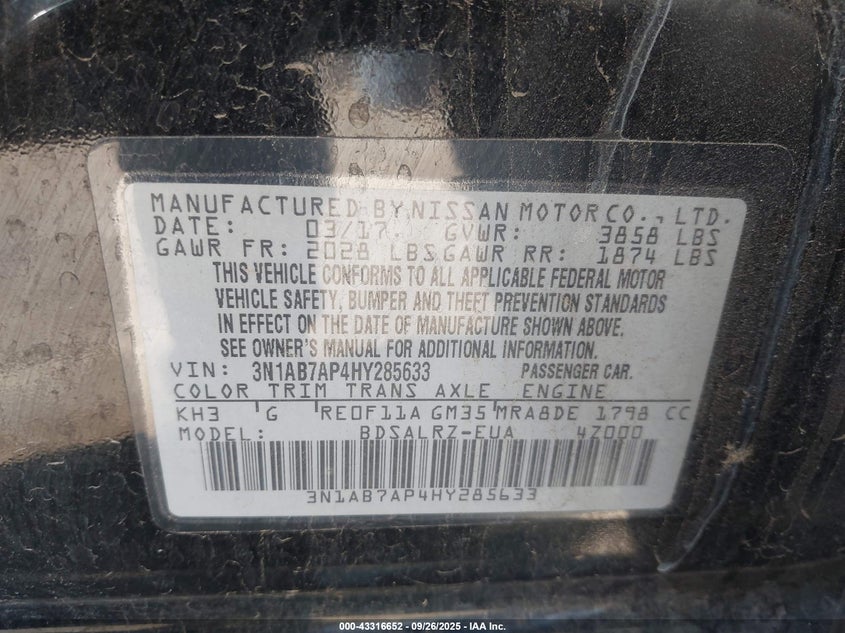 MANUFACTURED BY NISSAN MOTOR CO., LTD.
DATE: 03/17 GVWR: 3858 LBS
GAWR FR: 2028 LBS GAWR RR: 1874 LBS
THIS VEHICLE CONFORMS TO ALL APPLICABLE FEDERAL MOTOR
VEHICLE SAFETY, BUMPER AND THEFT PREVENTION STANDARDS
IN EFFECT ON THE DATE OF MANUFACTURE SHOWN ABOVE.
SEE OWNER'S MANUAL FOR ADDITIONAL INFORMATION.
VIN: 3N1AB7AP4HY285633 PASSENGER CAR.
COLOR TRIM TRANS AXLE ENGINE
KH3 G RE0F11A GM35 MRA8DE 1798 CC
MODEL: BDSALRZ-EUA 4Z000
3N1AB7AP4HY285633
000-43316652 - 09/26/2025 - IAA Inc.